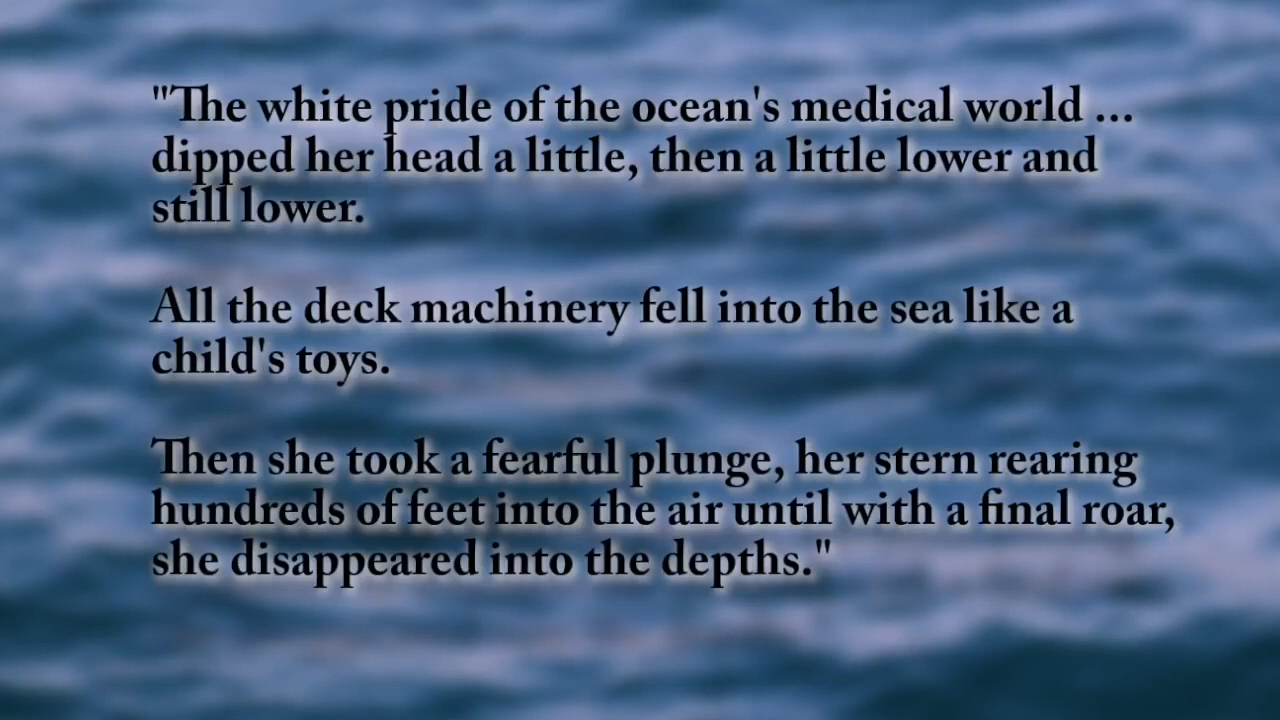 "The white pride of the ocean's medical world ...
dipped her head a little, then a little lower and
still lower.
All the deck machinery fell into the sea like a
child's toys.
Then she took a fearful plunge, her stern rearing
hundreds of feet into the air until with a final roar,
she disappeared into the depths."